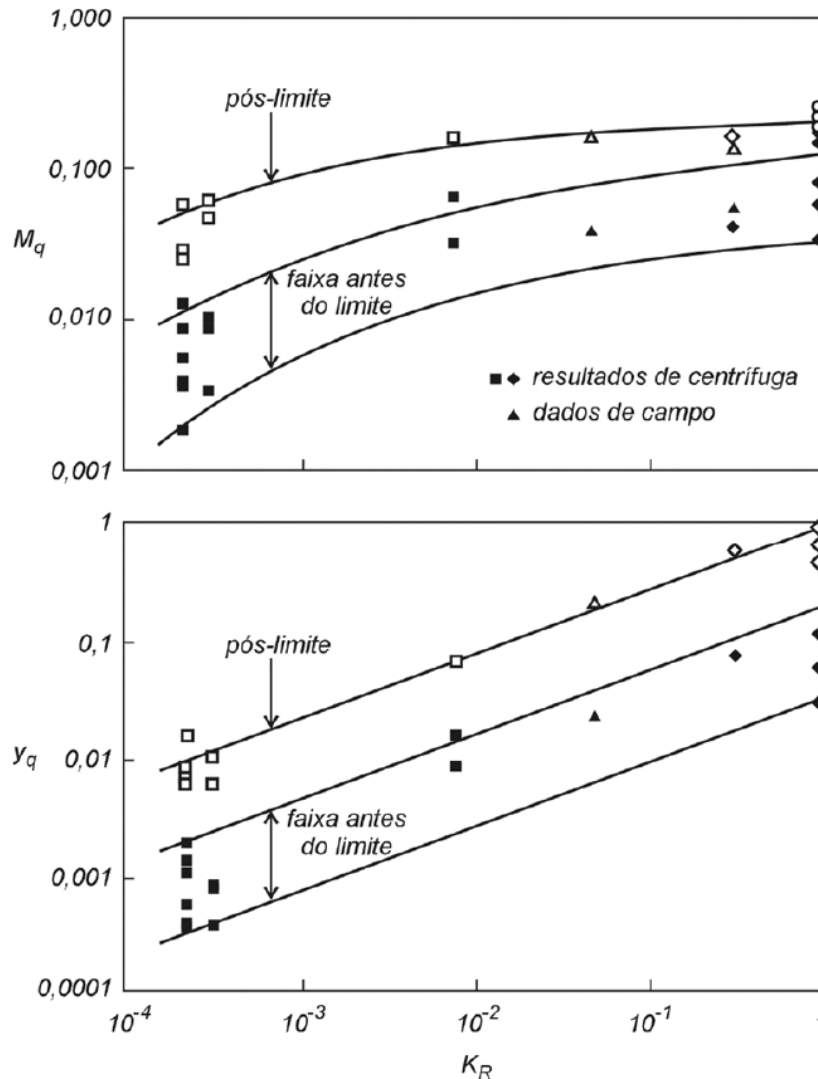 1,000
pós-limite
0,100
M_q
faixa antes
do limite
0,010
■ ◆ resultados de centrífuga
▲ dados de campo
0,001
1
0,1
pós-limite
0,01
y_q
faixa antes
do limite
0,001
0,0001
10^-4 10^-3 10^-2 10^-1
K_R